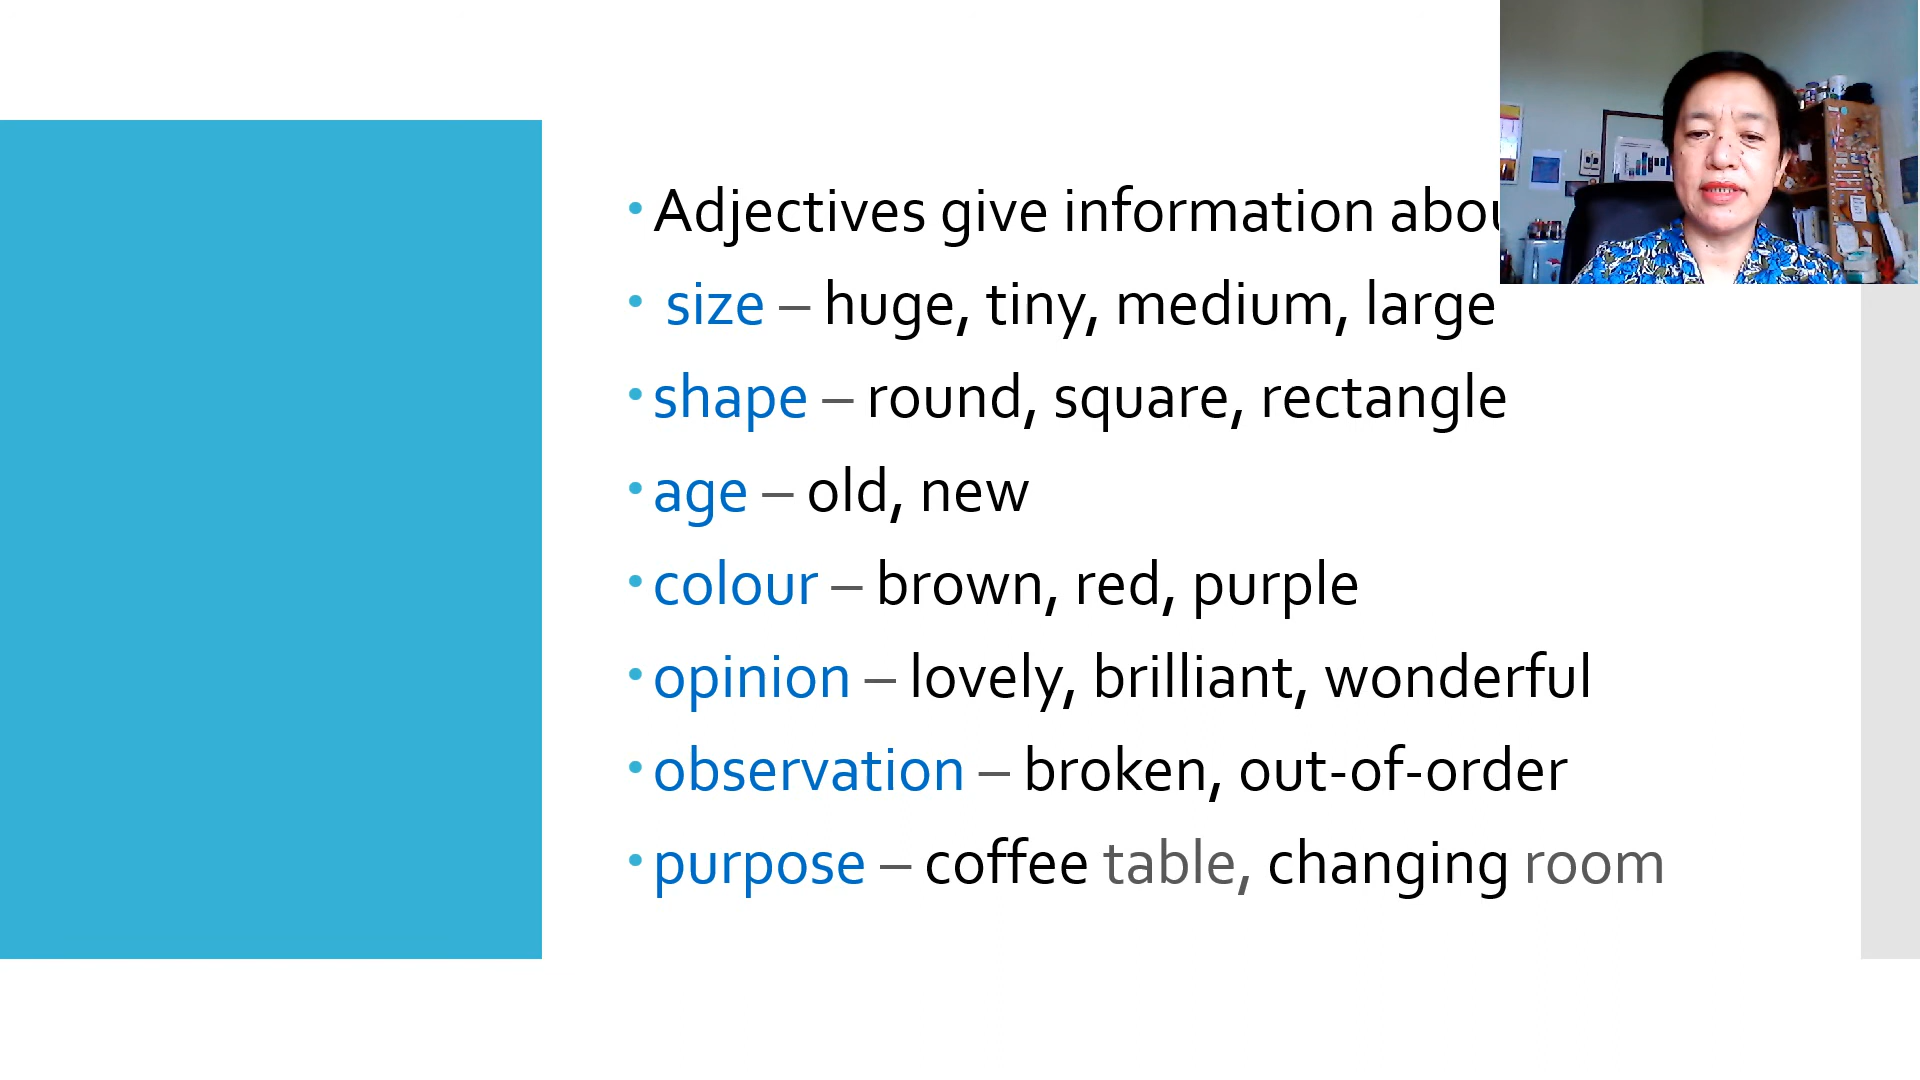 Adjectives give information
size – huge, tiny, medium, large
shape – round, square, rectangle
age – old, new
colour – brown, red, purple
opinion – lovely, brilliant, wonderful
observation – broken, out-of-order
purpose – coffee table, changing room